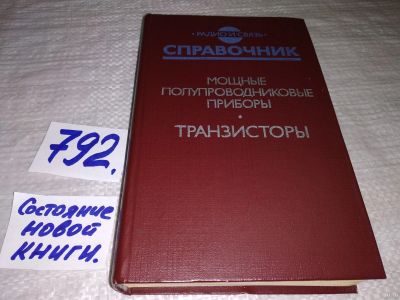 •РАДИО И СВЯЗЬ•
СПРАВОЧНИК
МОЩНЫЕ
ПОЛУПРОВОДНИКОВЫЕ
ПРИБОРЫ
•
ТРАНЗИСТОРЫ
792.
Состояние
новой
книги.